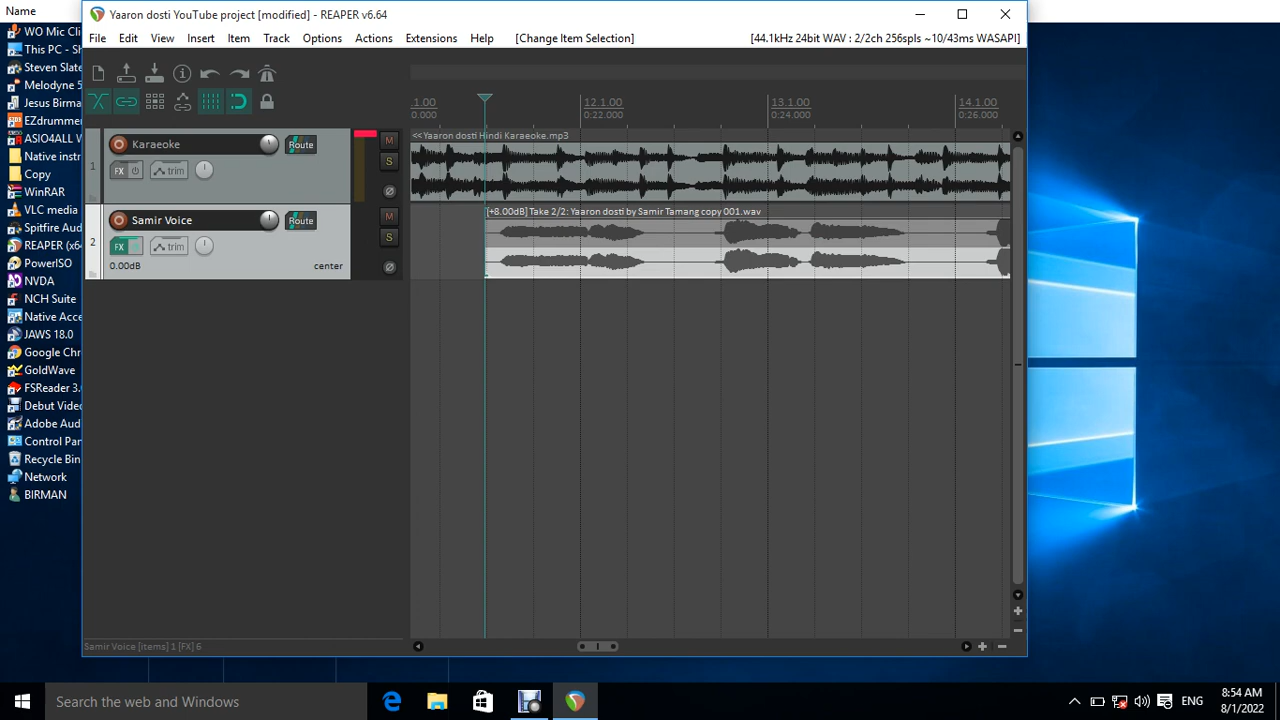 Name
WO Mic Cli
This PC - Sh
Steven Slate
Melodyne 5
Jesus Birma
EZdrummer
ASIO4ALL W
Native instr
Copy
WinRAR
VLC media
Spitfire Aud
REAPER (x6
PowerISO
NVDA
NCH Suite
Native Acce
JAWS 18.0
Google Chr
GoldWave
FSReader 3.
Debut Video
Adobe Aud
Control Pan
Recycle Bin
Network
BIRMAN
Yaaron dosti YouTube project [modified] - REAPER v6.64
File Edit View Insert Item Track Options Actions Extensions Help [Change Item Selection] [44.1kHz 24bit WAV : 2/2ch 256spls ~10/43ms WASAPI]
.1.00 12.1.00 13.1.00 14.1.00
0.000 0:22.000 0:24.000 0:26.000
<<Yaaron dosti Hindi Karaeoke.mp3
1 Karaeoke Route M
FX trim S
[+8.00dB] Take 2/2: Yaaron dosti by Samir Tamang copy 001.wav
2 Samir Voice Route M
FX trim S
0.00dB center
Samir Voice [items] 1 [FX] 6
Search the web and Windows
ENG
8:54 AM
8/1/2022